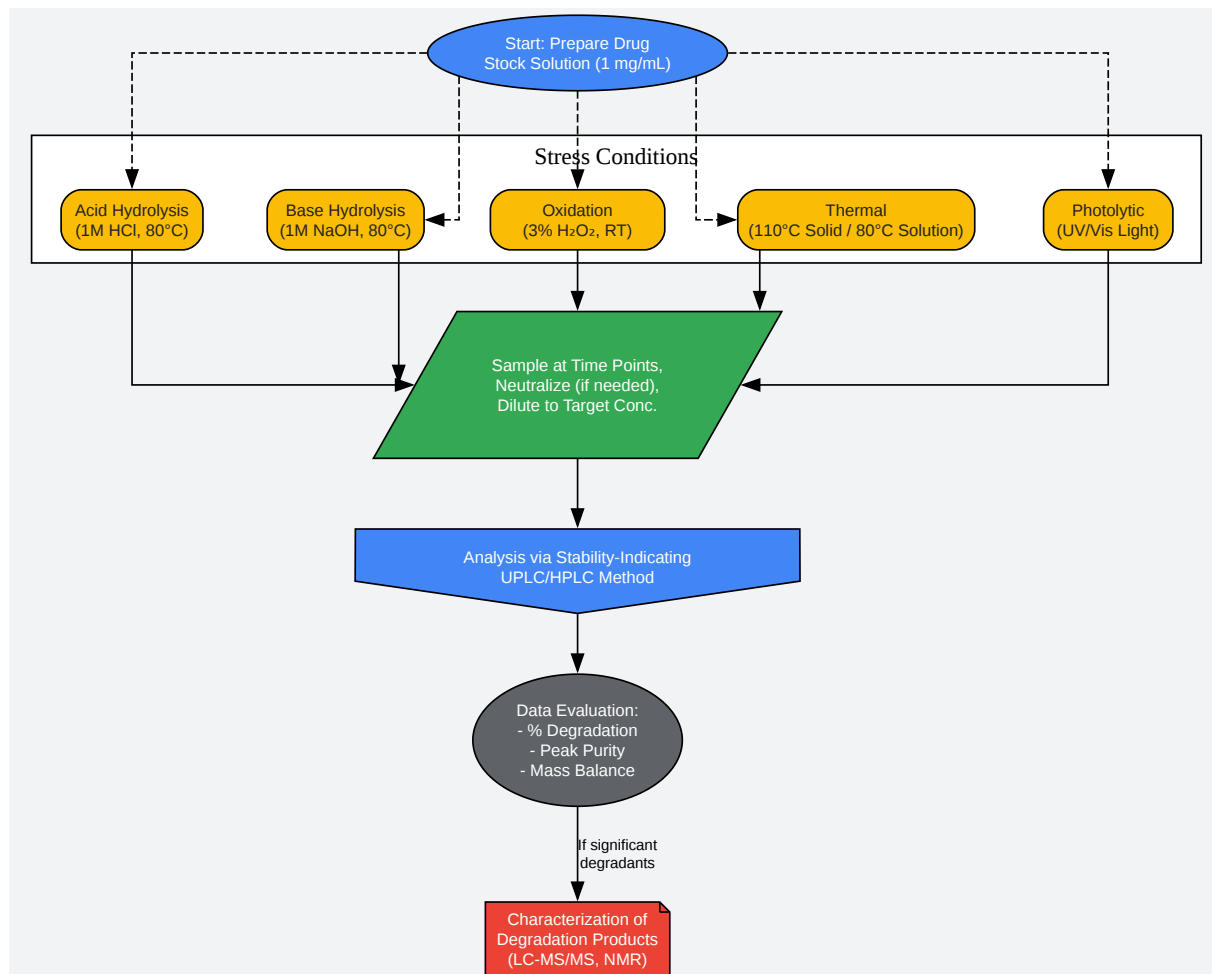 Start: Prepare Drug
Stock Solution (1 mg/mL)
Stress Conditions
Acid Hydrolysis
(1M HCl, 80°C)
Base Hydrolysis
(1M NaOH, 80°C)
Oxidation
(3% H₂O₂, RT)
Thermal
(110°C Solid / 80°C Solution)
Photolytic
(UV/Vis Light)
Sample at Time Points,
Neutralize (if needed),
Dilute to Target Conc.
Analysis via Stability-Indicating
UPLC/HPLC Method
Data Evaluation:
- % Degradation
- Peak Purity
- Mass Balance
If significant
degradants
Characterization of
Degradation Products
(LC-MS/MS, NMR)